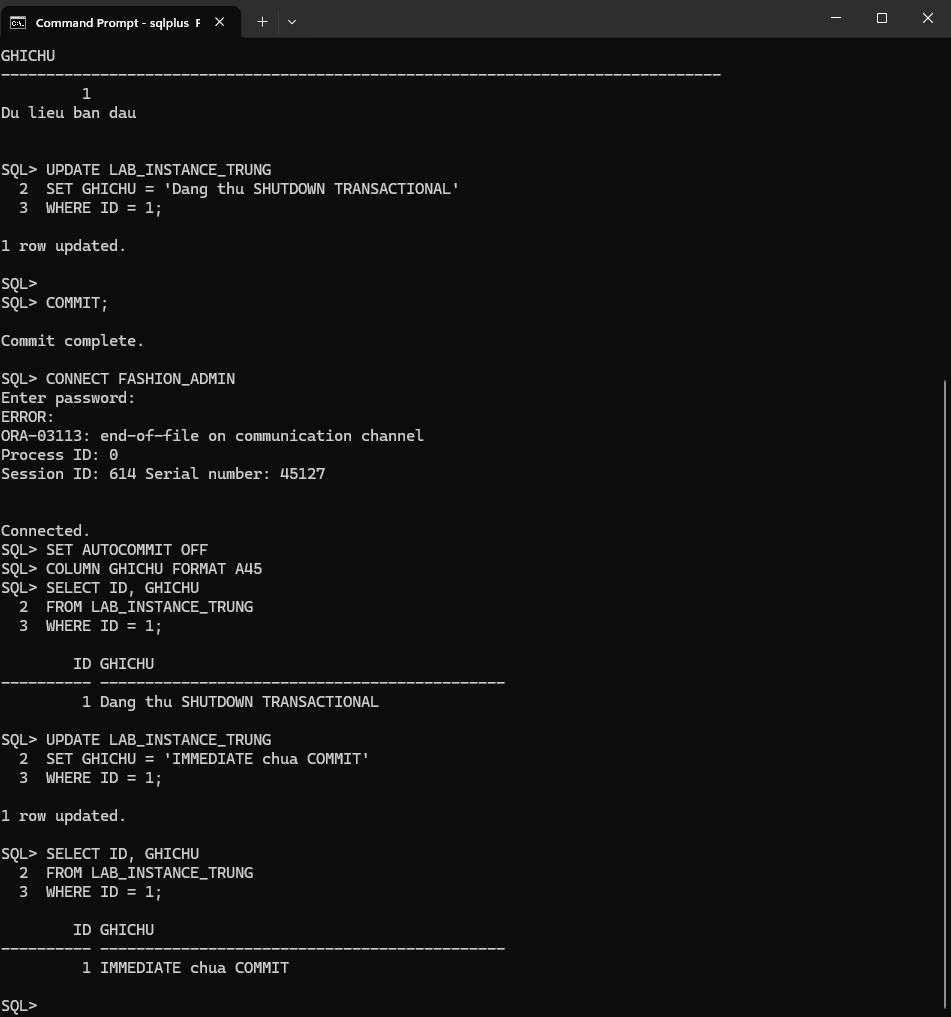 Command Prompt - sqlplus F
GHICHU
--------------------------------------------------------------------------------
         1
Du lieu ban dau
SQL> UPDATE LAB_INSTANCE_TRUNG
  2  SET GHICHU = 'Dang thu SHUTDOWN TRANSACTIONAL'
  3  WHERE ID = 1;
1 row updated.
SQL>
SQL> COMMIT;
Commit complete.
SQL> CONNECT FASHION_ADMIN
Enter password:
ERROR:
ORA-03113: end-of-file on communication channel
Process ID: 0
Session ID: 614 Serial number: 45127
Connected.
SQL> SET AUTOCOMMIT OFF
SQL> COLUMN GHICHU FORMAT A45
SQL> SELECT ID, GHICHU
  2  FROM LAB_INSTANCE_TRUNG
  3  WHERE ID = 1;
        ID GHICHU
---------- ---------------------------------------------
         1 Dang thu SHUTDOWN TRANSACTIONAL
SQL> UPDATE LAB_INSTANCE_TRUNG
  2  SET GHICHU = 'IMMEDIATE chua COMMIT'
  3  WHERE ID = 1;
1 row updated.
SQL> SELECT ID, GHICHU
  2  FROM LAB_INSTANCE_TRUNG
  3  WHERE ID = 1;
        ID GHICHU
---------- ---------------------------------------------
         1 IMMEDIATE chua COMMIT
SQL>